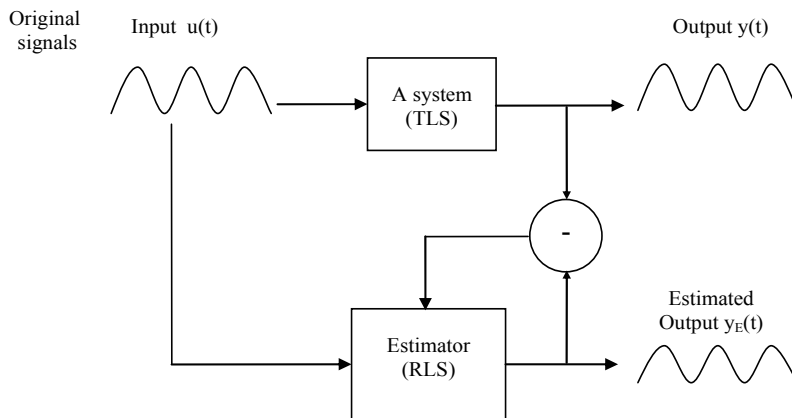 Original
signals
Input u(t)
Output y(t)
A system
(TLS)
-
Estimated
Output yE(t)
Estimator
(RLS)